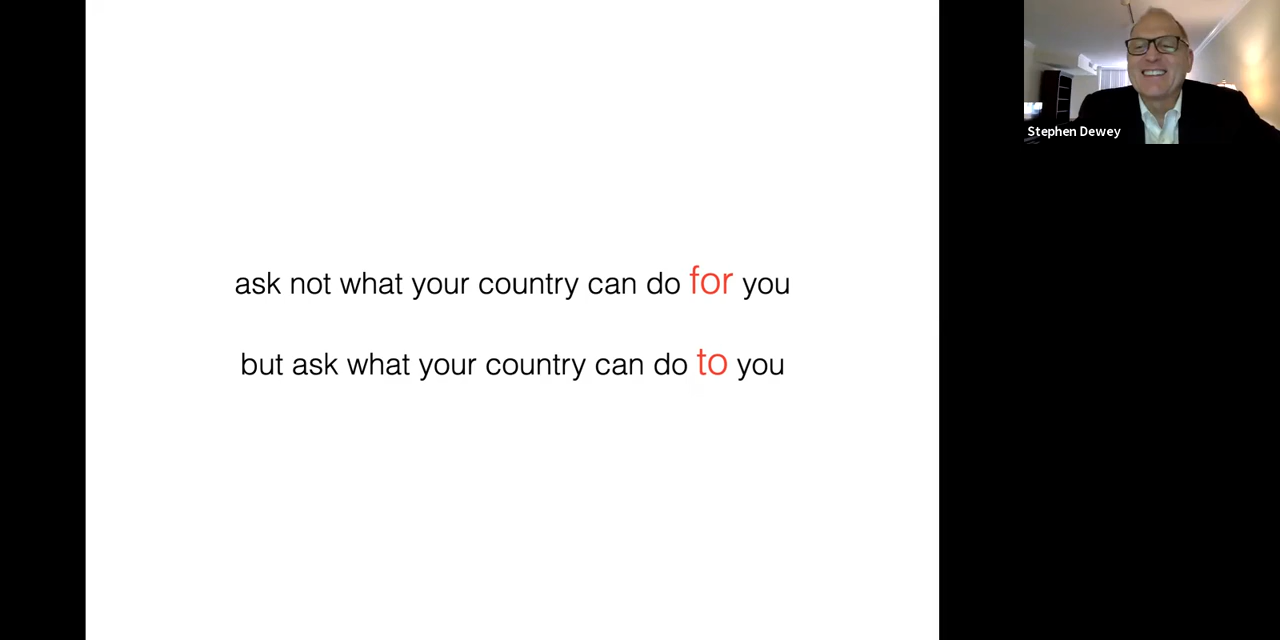 ask not what your country can do for you
but ask what your country can do to you
Stephen Dewey